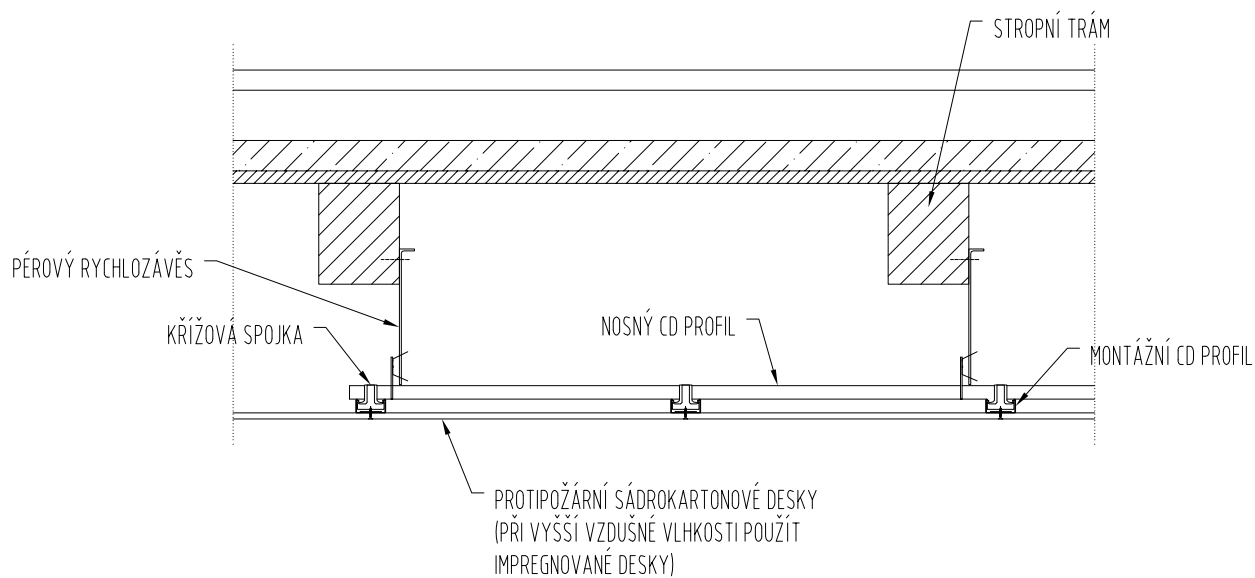 STROPNÍ TRÁM
PÉROVÝ RYCHLOZÁVĚS
KŘÍŽOVÁ SPOJKA
NOSNÝ CD PROFIL
MONTÁŽNÍ CD PROFIL
PROTIPOŽÁRNÍ SÁDROKARTONOVÉ DESKY
(PŘI VYŠŠÍ VZDUŠNÉ VLHKOSTI POUŽÍT
IMPREGNOVANÉ DESKY)